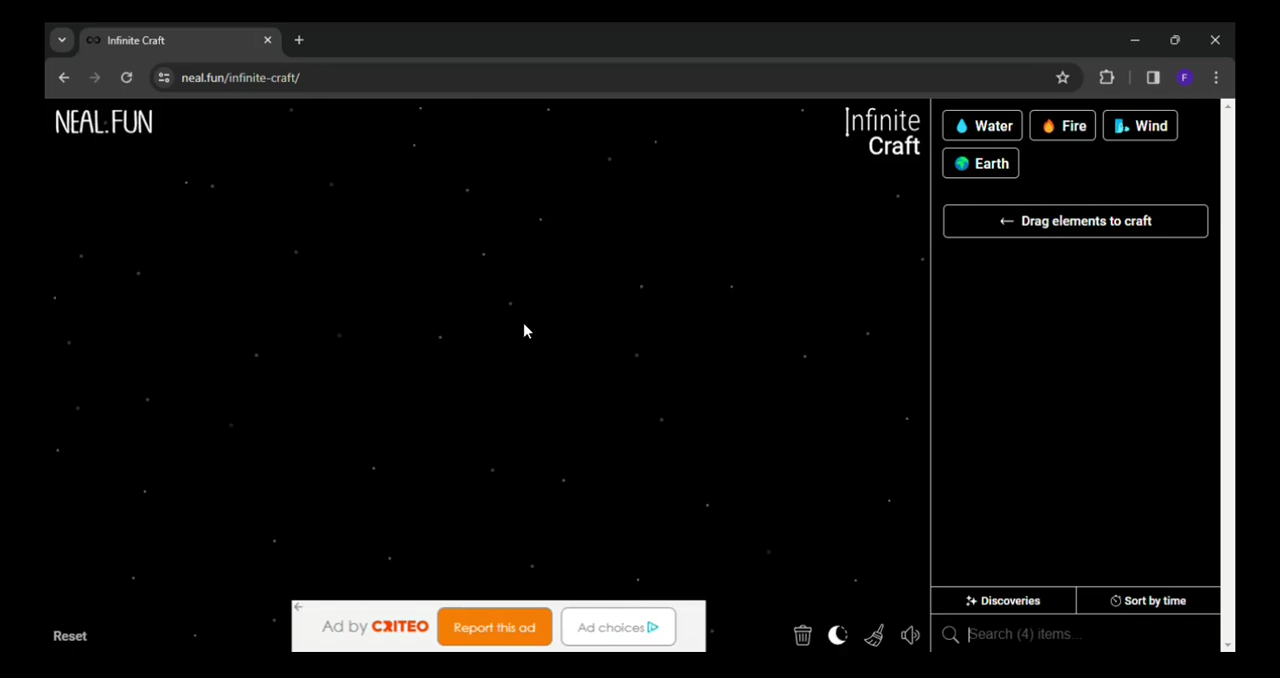 Infinite Craft
neal.fun/infinite-craft/
F
NEAL.FUN
Infinite
Craft
Water
Fire
Wind
Earth
← Drag elements to craft
Discoveries
Sort by time
Reset
Ad by CRITEO
Report this ad
Ad choices
Search (4) items...